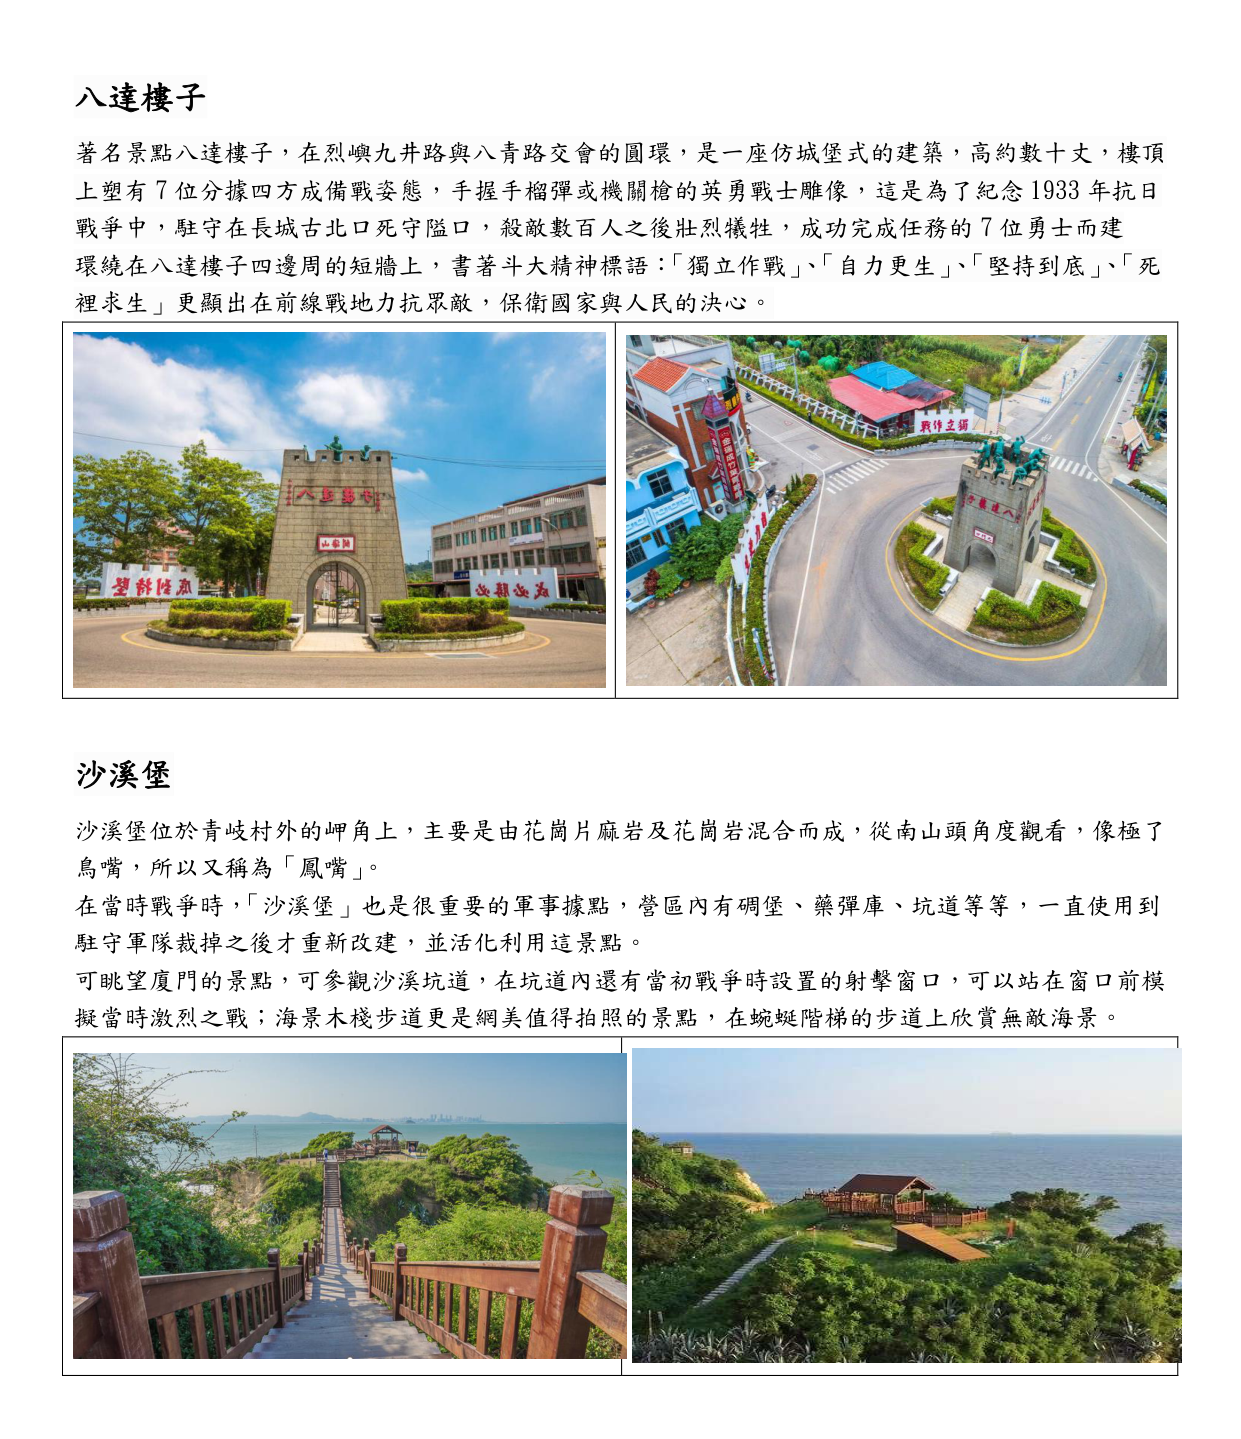 八達樓子
著名景點八達樓子，在烈嶼九井路與八青路交會的圓環，是一座仿城堡式的建築，高約數十丈，樓頂
上塑有 7 位分據四方成備戰姿態，手握手榴彈或機關槍的英勇戰士雕像，這是為了紀念 1933 年抗日
戰爭中，駐守在長城古北口死守隘口，殺敵數百人之後壯烈犧牲，成功完成任務的 7 位勇士而建
環繞在八達樓子四邊周的短牆上，書著斗大精神標語：「獨立作戰」、「自力更生」、「堅持到底」、「死
裡求生」更顯出在前線戰地力抗眾敵，保衛國家與人民的決心。
子樓達八
底到持堅
成必勝必
戰作立獨
子樓達八
沙溪堡
沙溪堡位於青岐村外的岬角上，主要是由花崗片麻岩及花崗岩混合而成，從南山頭角度觀看，像極了
鳥嘴，所以又稱為「鳳嘴」。
在當時戰爭時，「沙溪堡」也是很重要的軍事據點，營區內有碉堡、藥彈庫、坑道等等，一直使用到
駐守軍隊裁掉之後才重新改建，並活化利用這景點。
可眺望廈門的景點，可參觀沙溪坑道，在坑道內還有當初戰爭時設置的射擊窗口，可以站在窗口前模
擬當時激烈之戰；海景木棧步道更是網美值得拍照的景點，在蜿蜒階梯的步道上欣賞無敵海景。